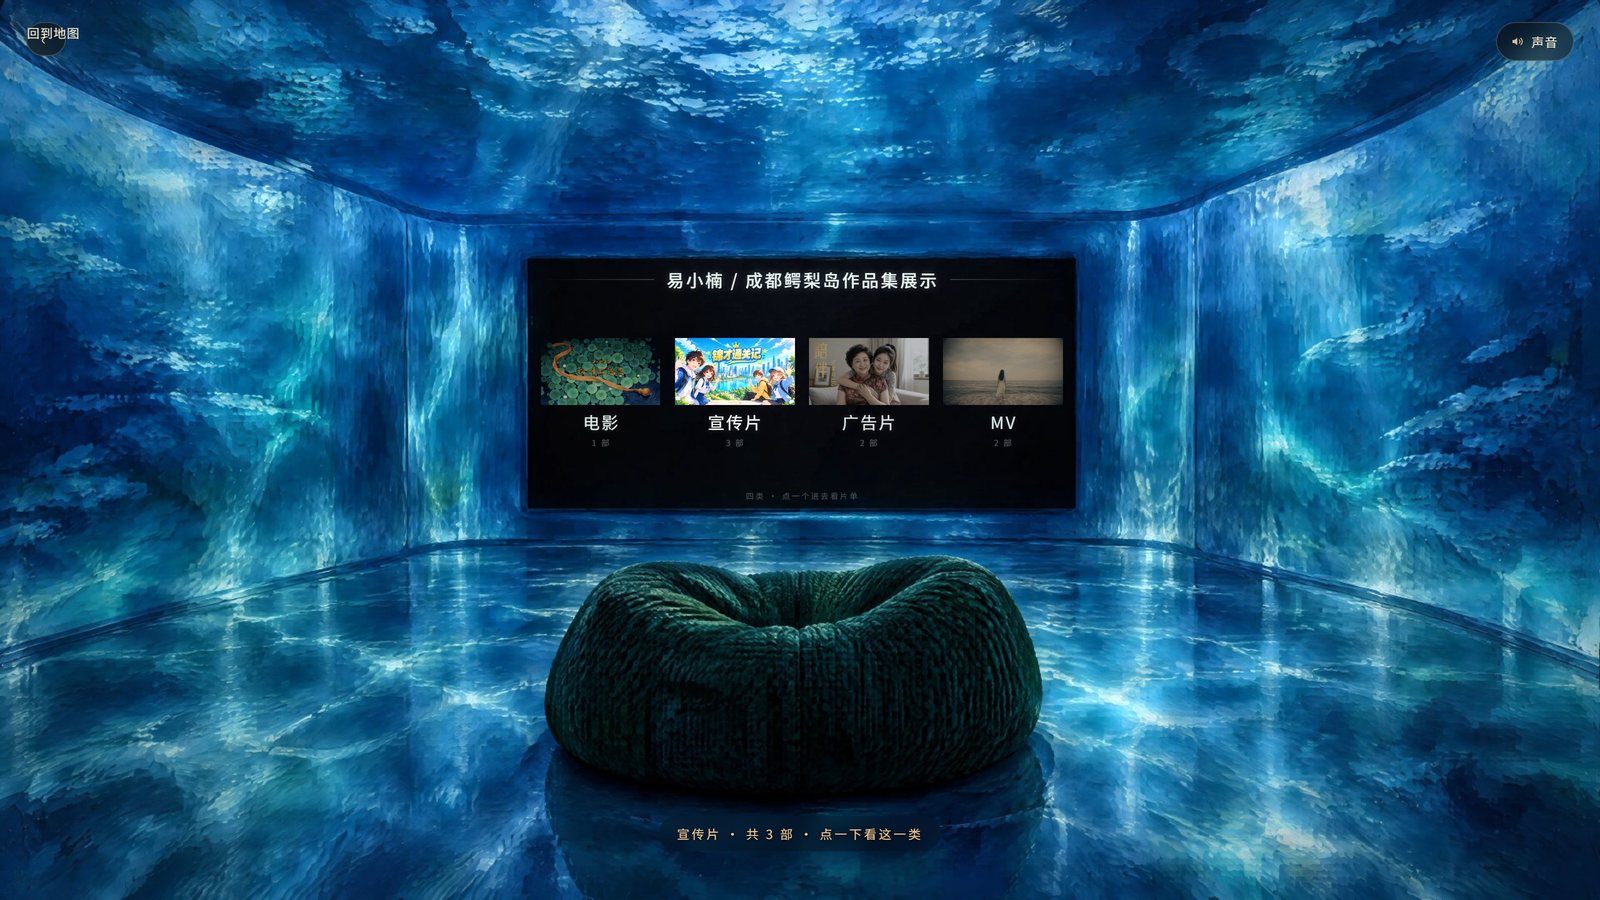 回到地图
声音
易小楠 / 成都鳄梨岛作品集展示
锦才通关记
陪伴
电影
宣传片
广告片
MV
1 部
3 部
2 部
2 部
四类 · 点一个进去看片单
宣传片 · 共 3 部 · 点一下看这一类